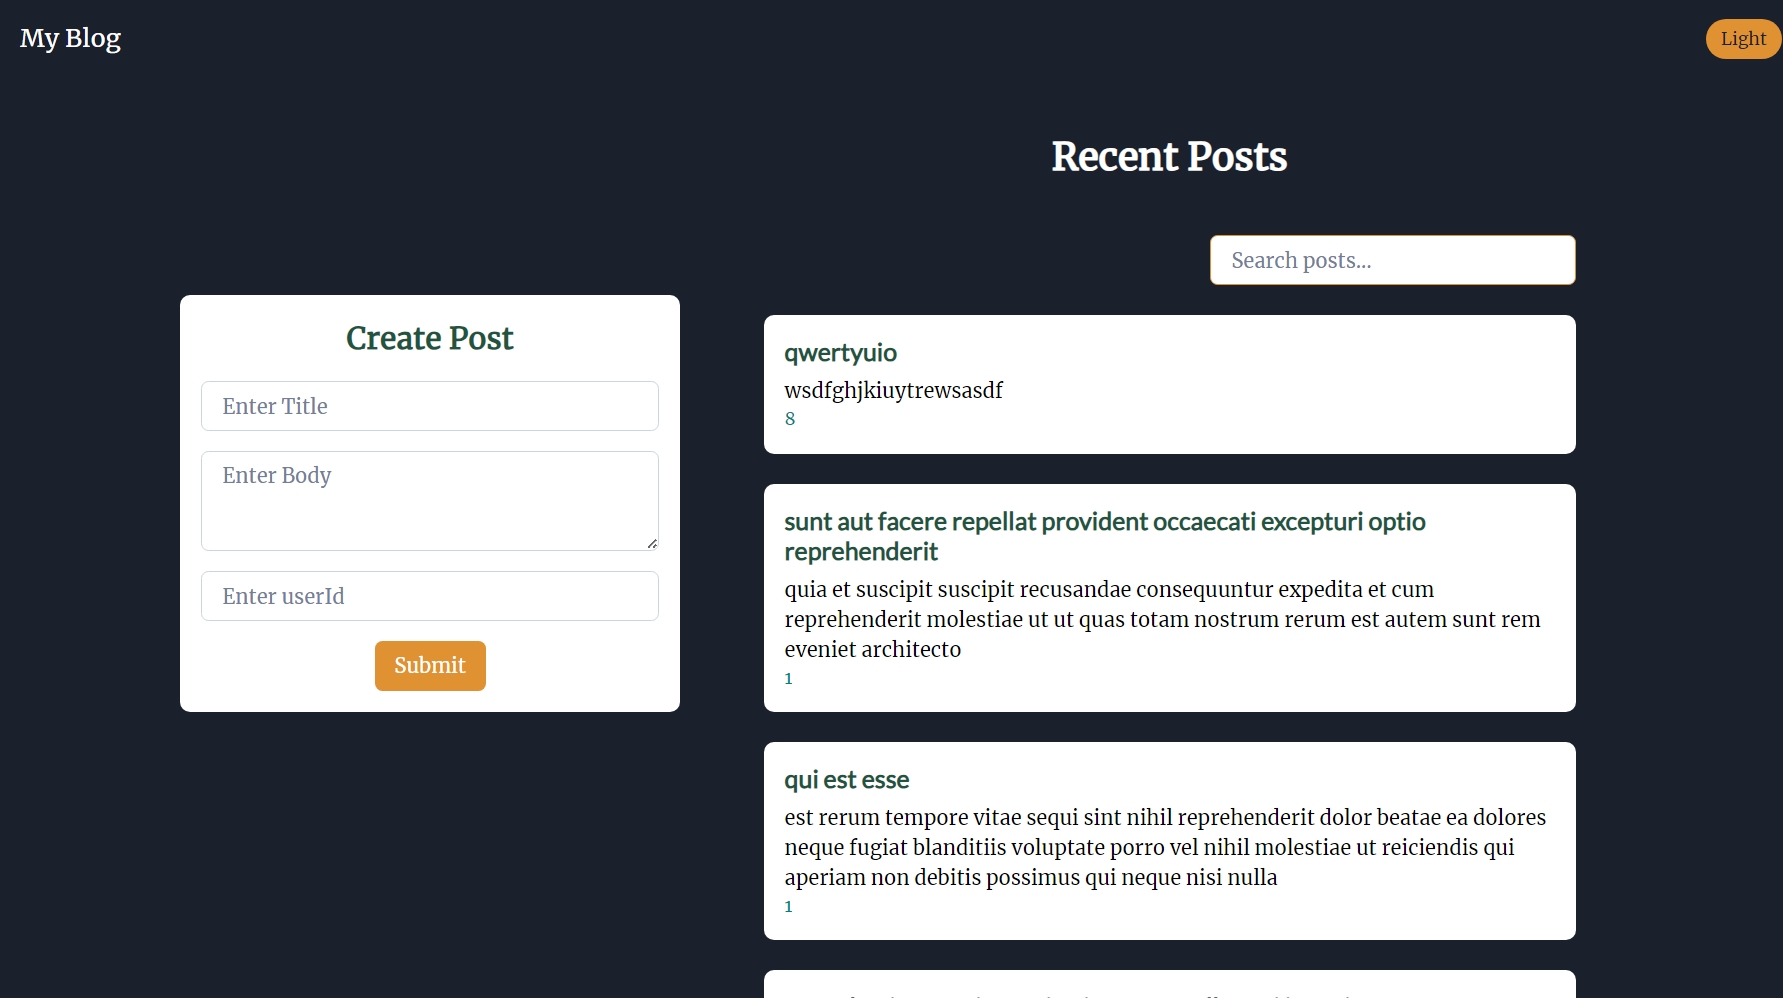 My Blog
Light
Recent Posts
Search posts...
Create Post
Enter Title
Enter Body
Enter userId
Submit
qwertyuio
wsdfghjkiuytrewsasdf
8
sunt aut facere repellat provident occaecati excepturi optio
reprehenderit
quia et suscipit suscipit recusandae consequuntur expedita et cum
reprehenderit molestiae ut ut quas totam nostrum rerum est autem sunt rem
eveniet architecto
1
qui est esse
est rerum tempore vitae sequi sint nihil reprehenderit dolor beatae ea dolores
neque fugiat blanditiis voluptate porro vel nihil molestiae ut reiciendis qui
aperiam non debitis possimus qui neque nisi nulla
1